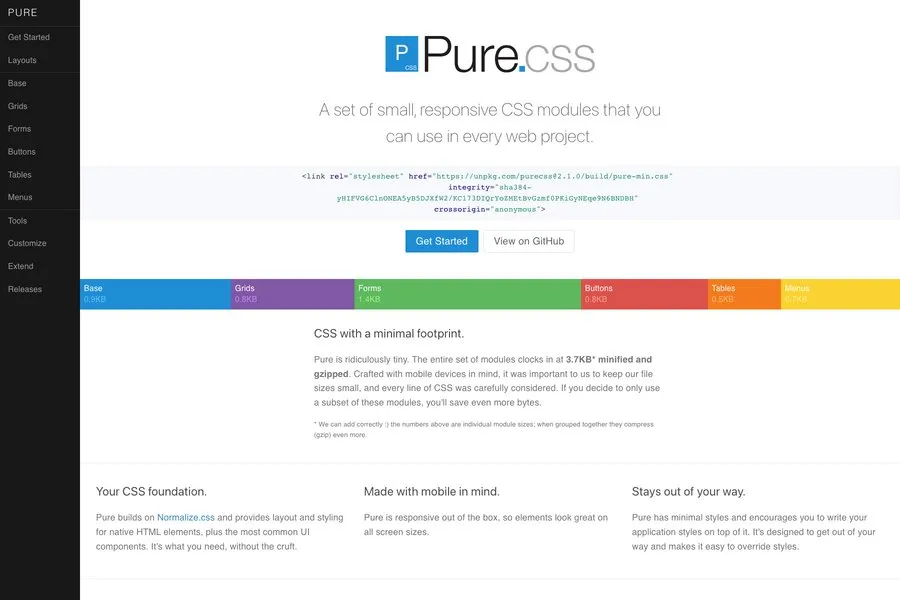 PURE
Get Started
Layouts
Base
Grids
Forms
Buttons
Tables
Menus
Tools
Customize
Extend
Releases
P
CSS
Pure.css
A set of small, responsive CSS modules that you
can use in every web project.
<link rel="stylesheet" href="https://unpkg.com/purecss@2.1.0/build/pure-min.css"
integrity="sha384-
yHIFVG6ClnONEA5yB5DJXfW2/KC173DIQrYoZMEtBvGzmf0PKiGyNEqe9N6BNDBH"
crossorigin="anonymous">
Get Started
View on GitHub
Base
0.9KB
Grids
0.8KB
Forms
1.4KB
Buttons
0.8KB
Tables
0.5KB
Menus
0.7KB
CSS with a minimal footprint.
Pure is ridiculously tiny. The entire set of modules clocks in at 3.7KB* minified and
gzipped. Crafted with mobile devices in mind, it was important to us to keep our file
sizes small, and every line of CSS was carefully considered. If you decide to only use
a subset of these modules, you'll save even more bytes.
* We can add correctly :) the numbers above are individual module sizes; when grouped together they compress
(gzip) even more.
Your CSS foundation.
Pure builds on Normalize.css and provides layout and styling
for native HTML elements, plus the most common UI
components. It's what you need, without the cruft.
Made with mobile in mind.
Pure is responsive out of the box, so elements look great on
all screen sizes.
Stays out of your way.
Pure has minimal styles and encourages you to write your
application styles on top of it. It's designed to get out of your
way and makes it easy to override styles.